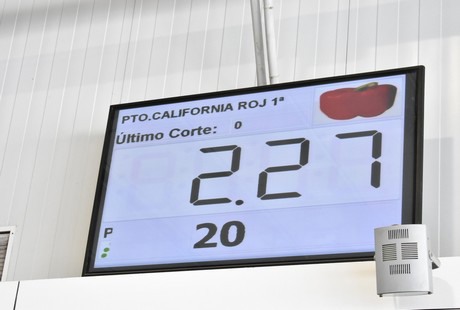 PTO.CALIFORNIA ROJ 1ª
Último Corte: 0
2.27
P 20